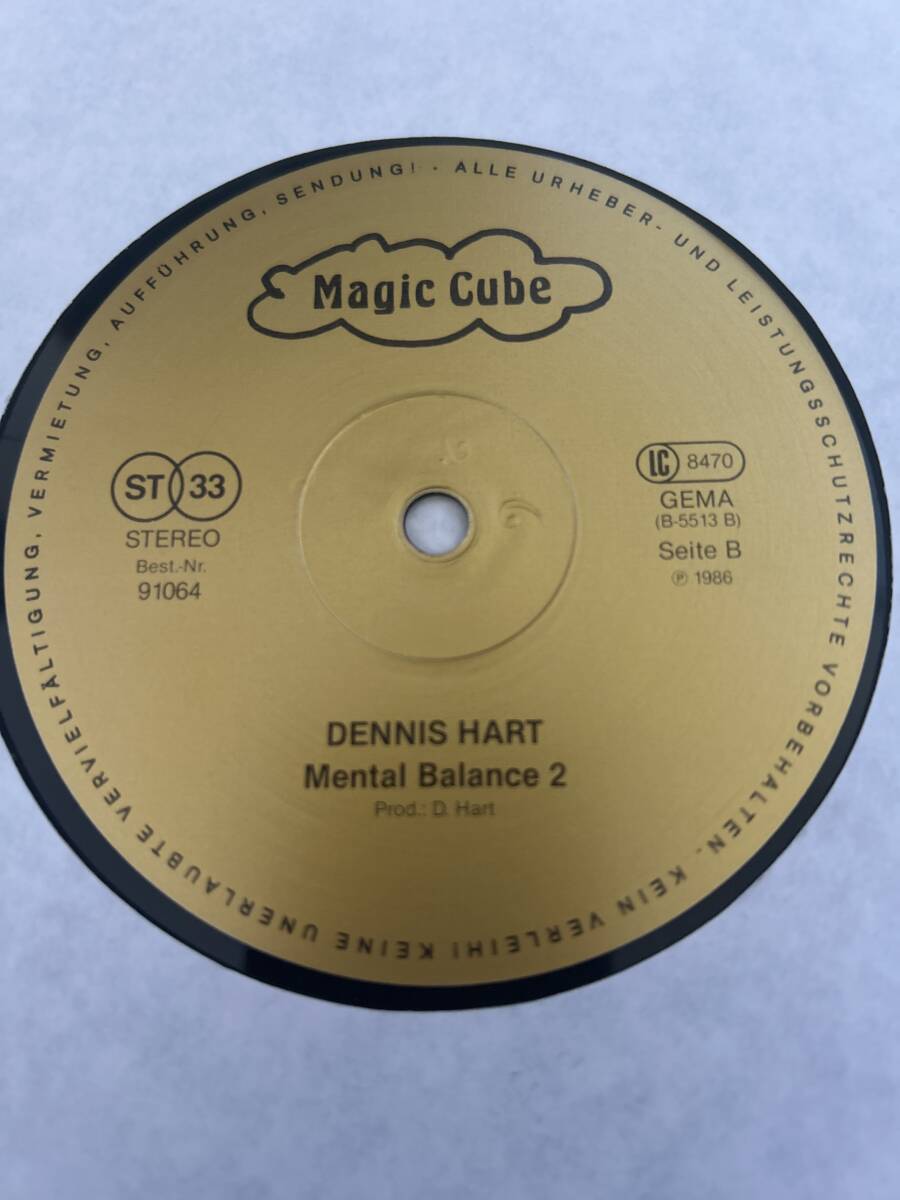 ALLE URHEBER- UND LEISTUNGSSCHUTZRECHTE VORBEHALTEN - KEIN VERLEIH! KEINE UNERLAUBTE VERVIELFÄLTIGUNG, VERMIETUNG, AUFFÜHRUNG, SENDUNG! ·
Magic Cube
ST 33
STEREO
Best.-Nr.
91064
LC 8470
GEMA
(B-5513 B)
Seite B
℗ 1986
DENNIS HART
Mental Balance 2
Prod.: D. Hart